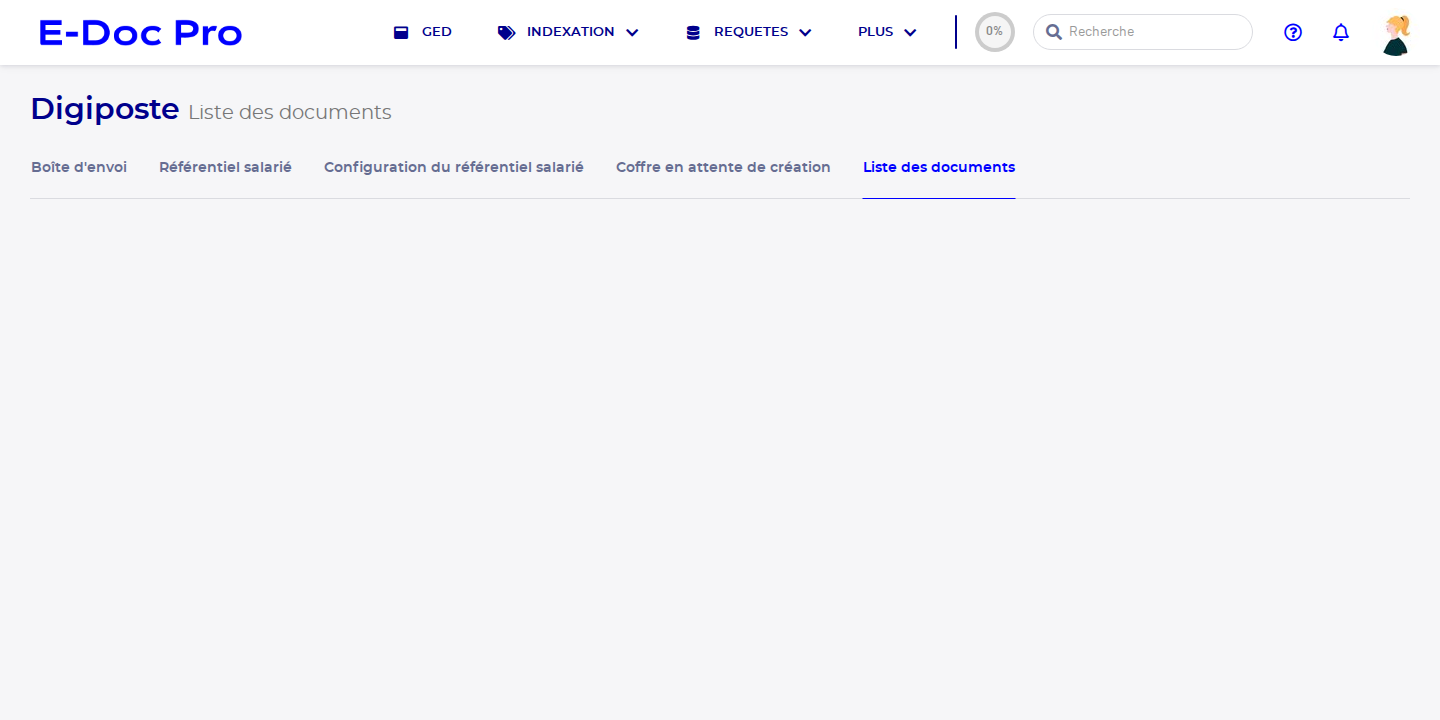 E-Doc Pro GED INDEXATION REQUETES PLUS 0% Recherche
Digiposte Liste des documents
Boîte d'envoi Référentiel salarié Configuration du référentiel salarié Coffre en attente de création Liste des documents